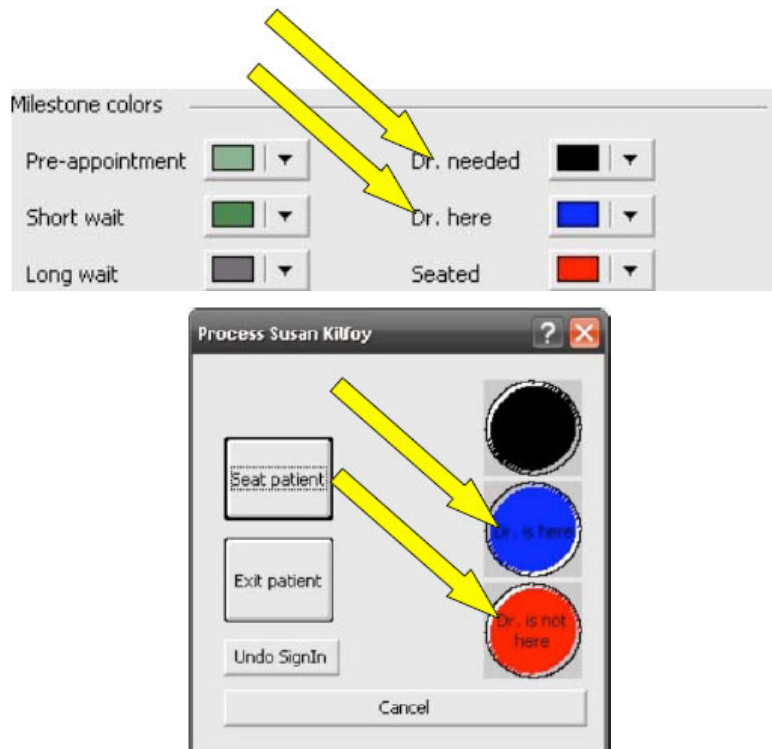 Milestone colors
Pre-appointment Dr. needed
Short wait Dr. here
Long wait Seated
Process Susan Kilfoy ?
Seat patient
Dr. is here
Exit patient
Dr. is not
here
Undo SignIn
Cancel